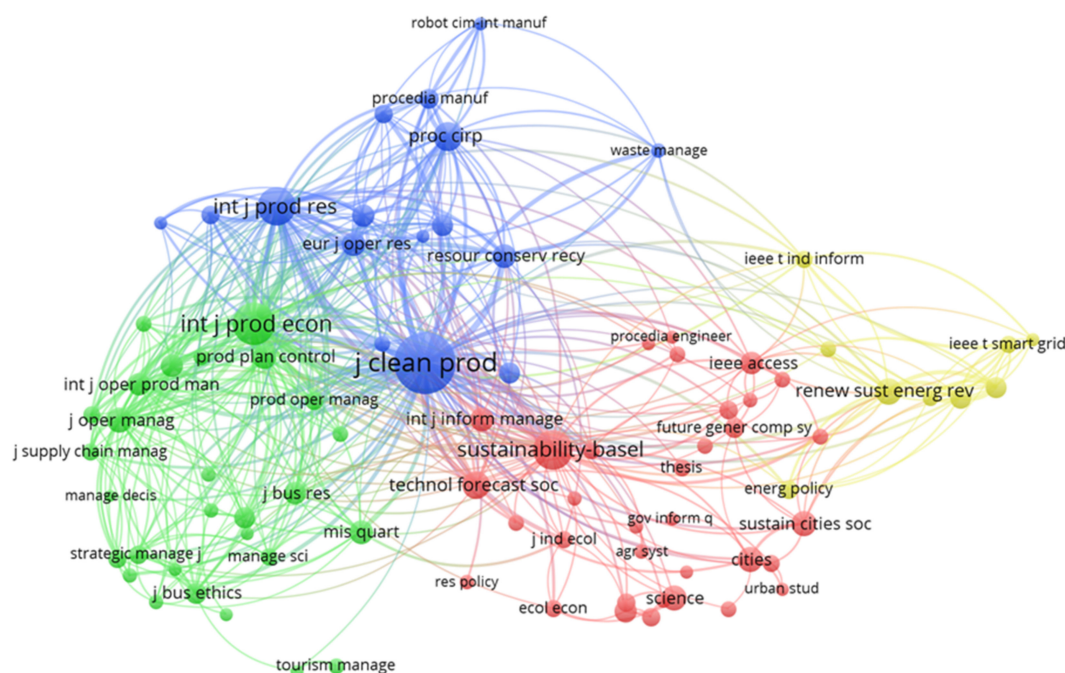 robot cim-int manuf
procedia manuf
proc cirp
waste manage
int j prod res
eur j oper res
resour conserv recy
ieee t ind inform
int j prod econ
procedia engineer
ieee t smart grid
prod plan control
j clean prod
ieee access
int j oper prod man
renew sust energ rev
prod oper manag
j oper manag
int j inform manage
future gener comp sy
j supply chain manag
sustainability-basel
thesis
technol forecast soc
energ policy
manage decis
j bus res
gov inform q
sustain cities soc
mis quart
j ind ecol
strategic manage j
manage sci
agr syst
cities
res policy
urban stud
j bus ethics
science
ecol econ
tourism manage